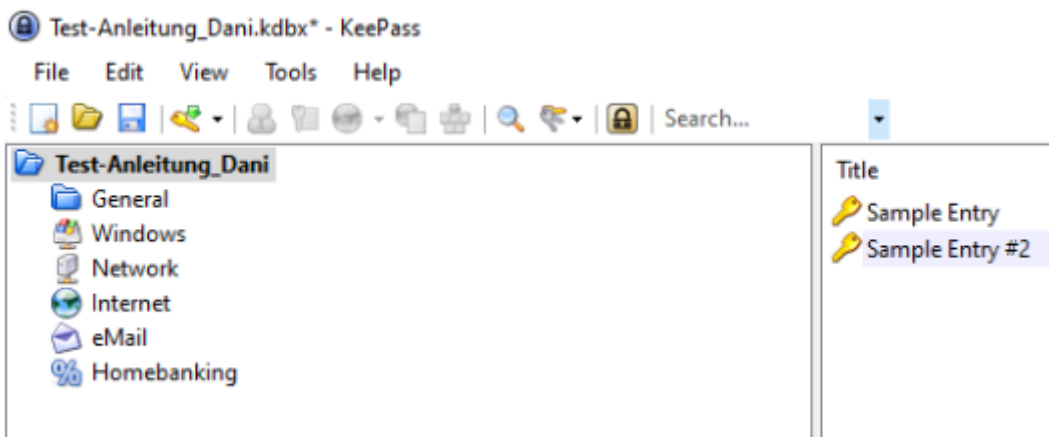 Test-Anleitung_Dani.kdbx* - KeePass
File Edit View Tools Help
Search...
Test-Anleitung_Dani
General
Windows
Network
Internet
eMail
Homebanking
Title
Sample Entry
Sample Entry #2